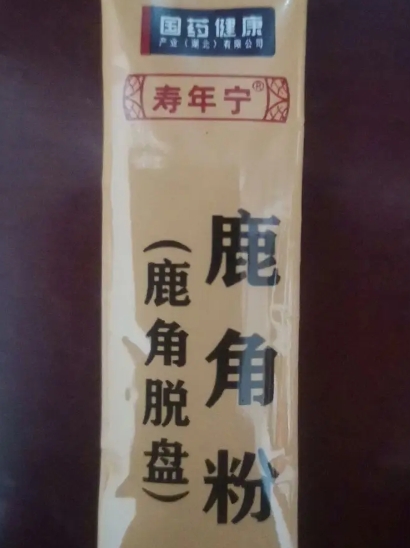 国药健康
产业（湖北）有限公司
寿年宁®
鹿角粉
（鹿角脱盘）